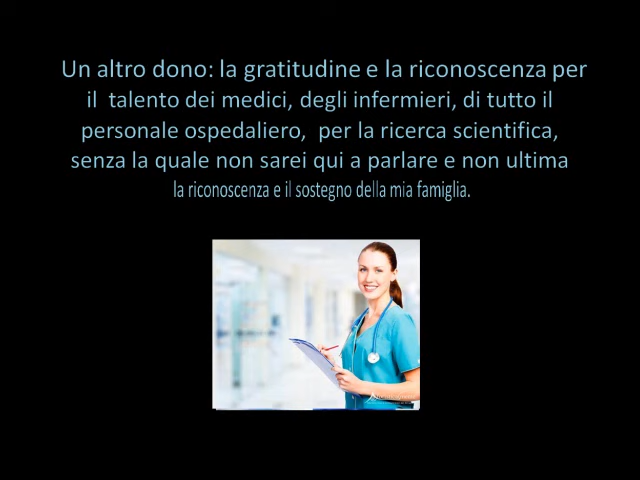 Un altro dono: la gratitudine e la riconoscenza per
il talento dei medici, degli infermieri, di tutto il
personale ospedaliero, per la ricerca scientifica,
senza la quale non sarei qui a parlare e non ultima
la riconoscenza e il sostegno della mia famiglia.